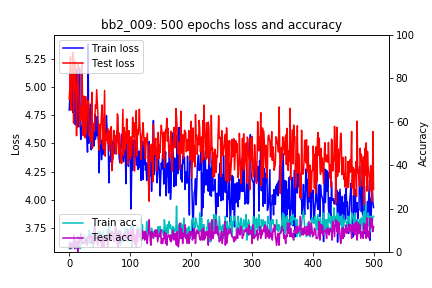 bb2_009: 500 epochs loss and accuracy
Train loss
Test loss
Train acc
Test acc
Loss
Accuracy
5.25
5.00
4.75
4.50
4.25
4.00
3.75
100
80
60
40
20
0
0 100 200 300 400 500